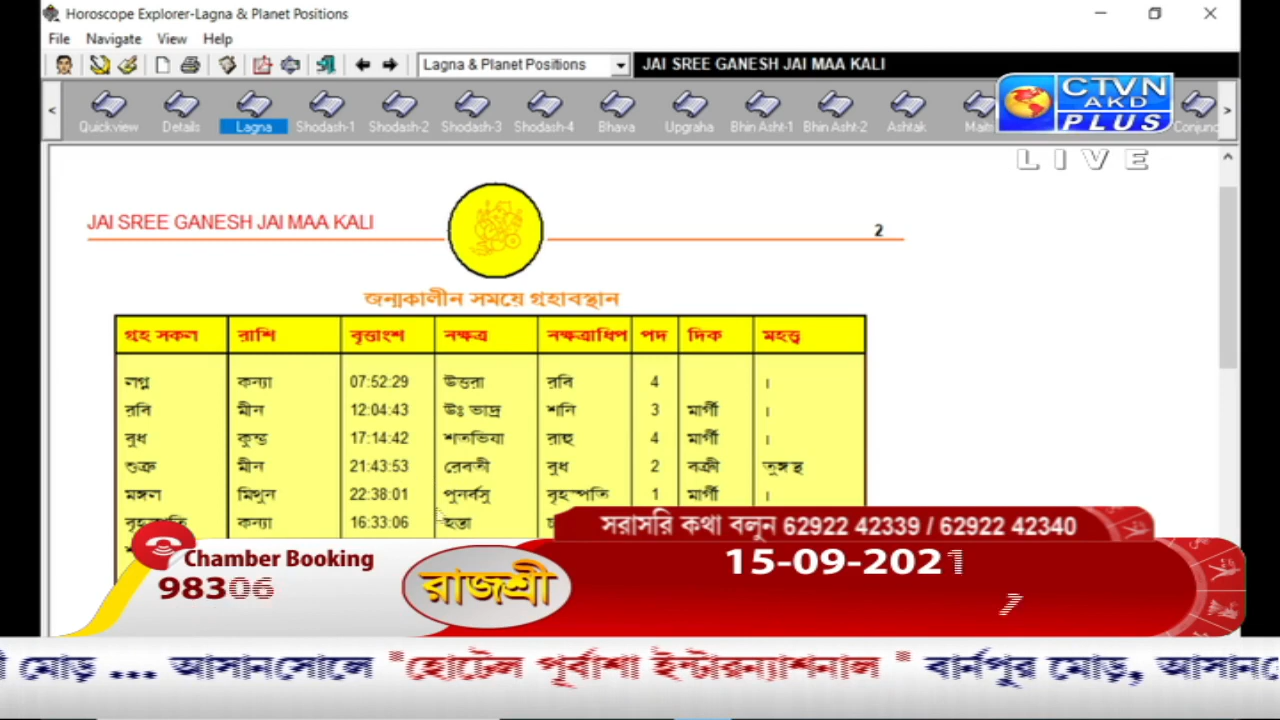 Horoscope Explorer-Lagna & Planet Positions
File Navigate View Help
Lagna & Planet Positions JAI SREE GANESH JAI MAA KALI
Quickview Details Lagna Shodash-1 Shodash-2 Shodash-3 Shodash-4 Bhava Upgraha Bhin Asht-1 Bhin Asht-2 Ashtak
CTVN
AKD
PLUS
LIVE
JAI SREE GANESH JAI MAA KALI 2
জন্মকালীন সময়ে গৃহাবস্থান
গৃহ সকল রাশি বৃত্তাংশ নক্ষত্র নক্ষত্রাধিপ পদ দিক মহত্ত্ব
লগ্ন কন্যা 07:52:29 উত্তরা রবি 4 ।
রবি মীন 12:04:43 উঃ ভাদ্র শনি 3 মার্গী ।
বুধ কুম্ভ 17:14:42 শতভিষা রাহু 4 মার্গী ।
শুক্র মীন 21:43:53 রেবতী বুধ 2 বক্রী তুঙ্গস্থ
মঙ্গল মিথুন 22:38:01 পুনর্বসু বৃহস্পতি 1 মার্গী ।
কন্যা 16:33:06 হস্তা
সরাসরি কথা বলুন 62922 42339 / 62922 42340
Chamber Booking
98306
রাজশ্রী
15-09-2021
মোড় ... আসানসোলে "হোটেল পূর্বাশা ইন্টারন্যাশনাল " বার্নপুর মোড়,